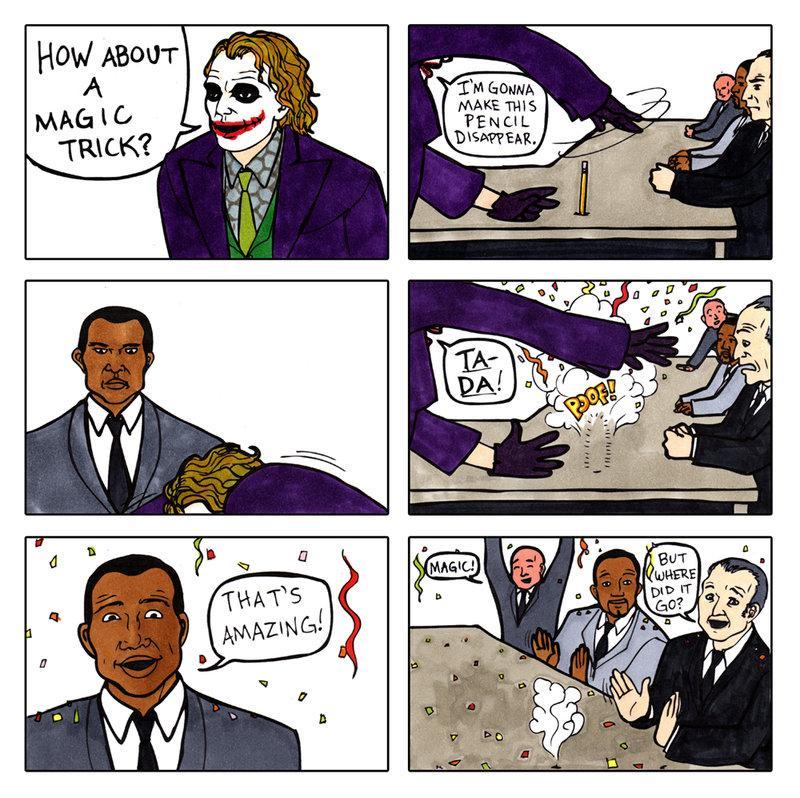 HOW ABOUT
A
MAGIC
TRICK?
I'M GONNA
MAKE THIS
PENCIL
DISAPPEAR.
TA-
DA!
POOF!
THAT'S
AMAZING!
MAGIC!
BUT
WHERE
DID IT
GO?